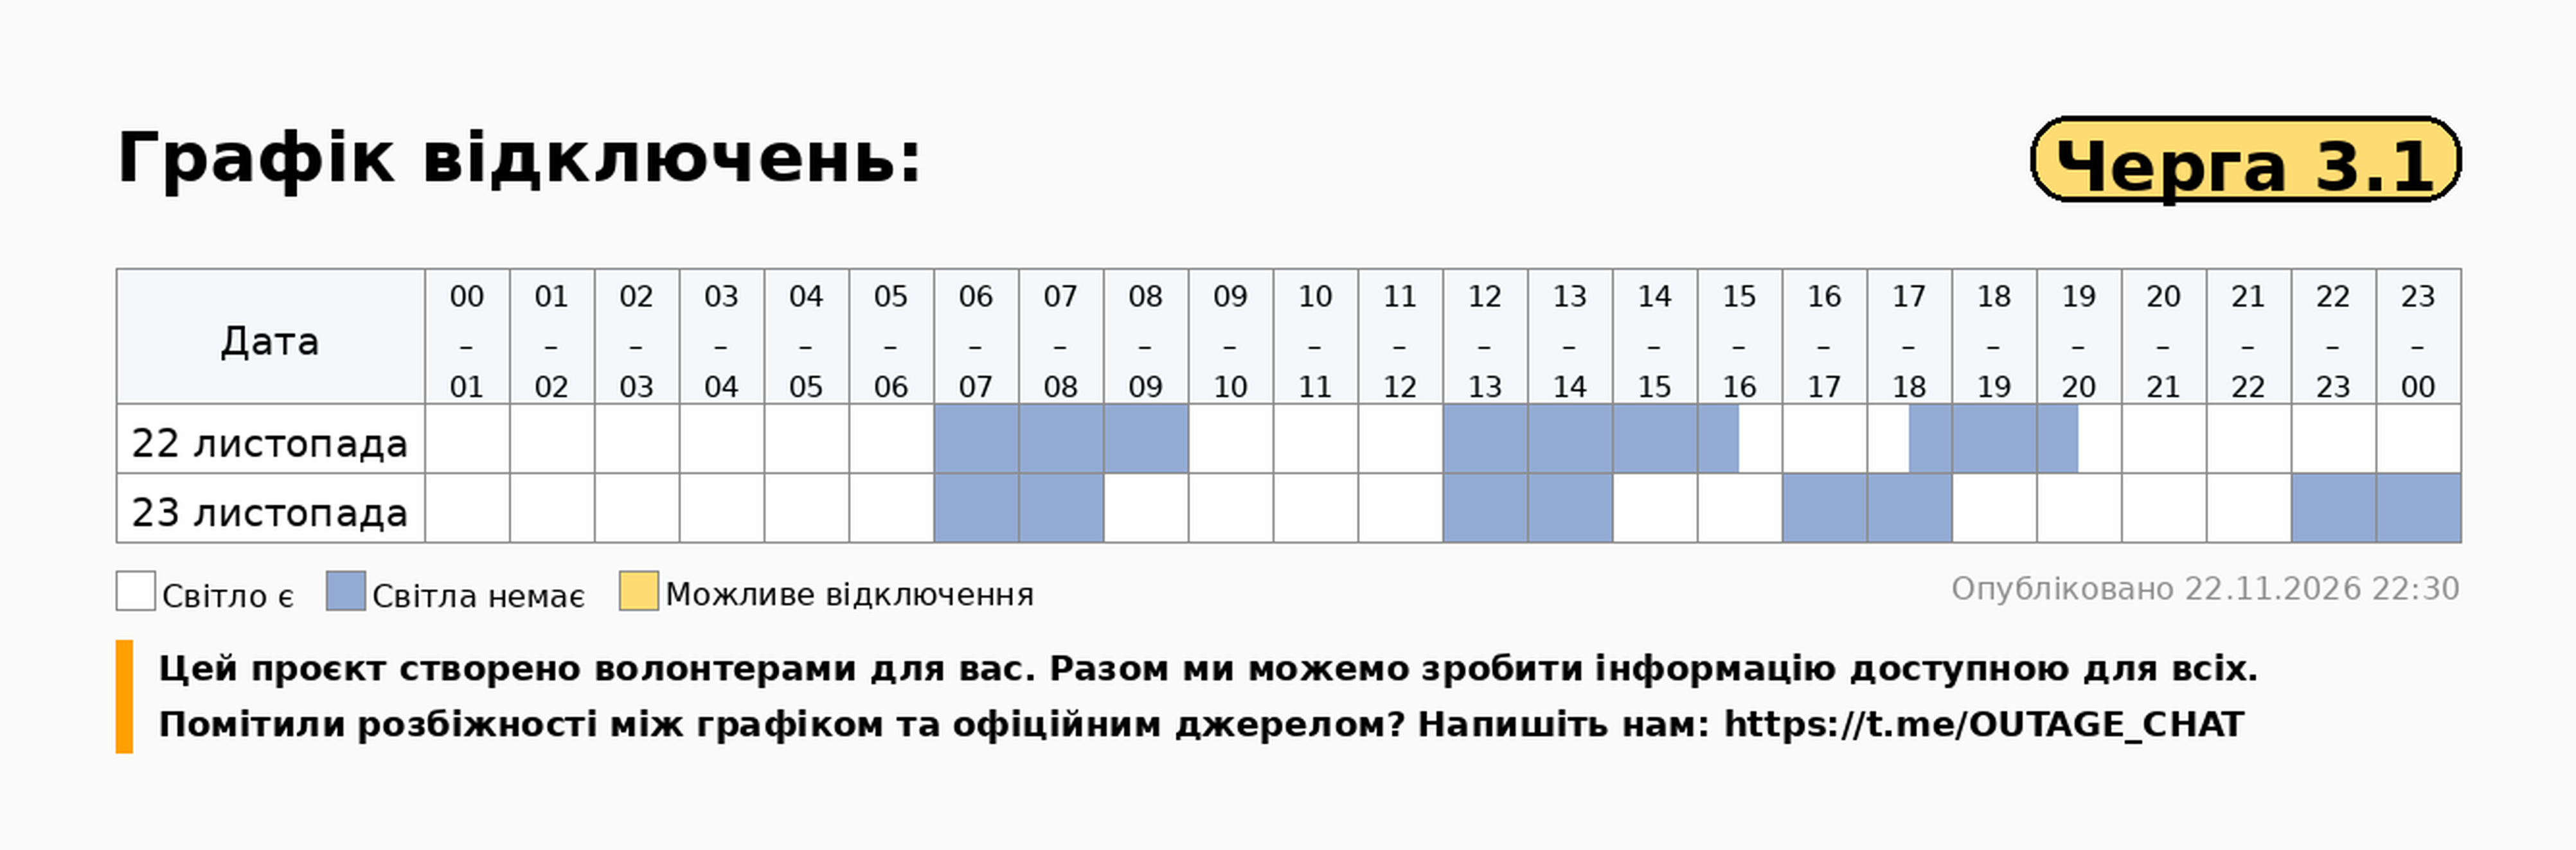 Графік відключень:
Черга 3.1
Дата
00 – 01
01 – 02
02 – 03
03 – 04
04 – 05
05 – 06
06 – 07
07 – 08
08 – 09
09 – 10
10 – 11
11 – 12
12 – 13
13 – 14
14 – 15
15 – 16
16 – 17
17 – 18
18 – 19
19 – 20
20 – 21
21 – 22
22 – 23
23 – 00
22 листопада
23 листопада
Світло є
Світла немає
Можливе відключення
Опубліковано 22.11.2026 22:30
Цей проєкт створено волонтерами для вас. Разом ми можемо зробити інформацію доступною для всіх.
Помітили розбіжності між графіком та офіційним джерелом? Напишіть нам: https://t.me/OUTAGE_CHAT